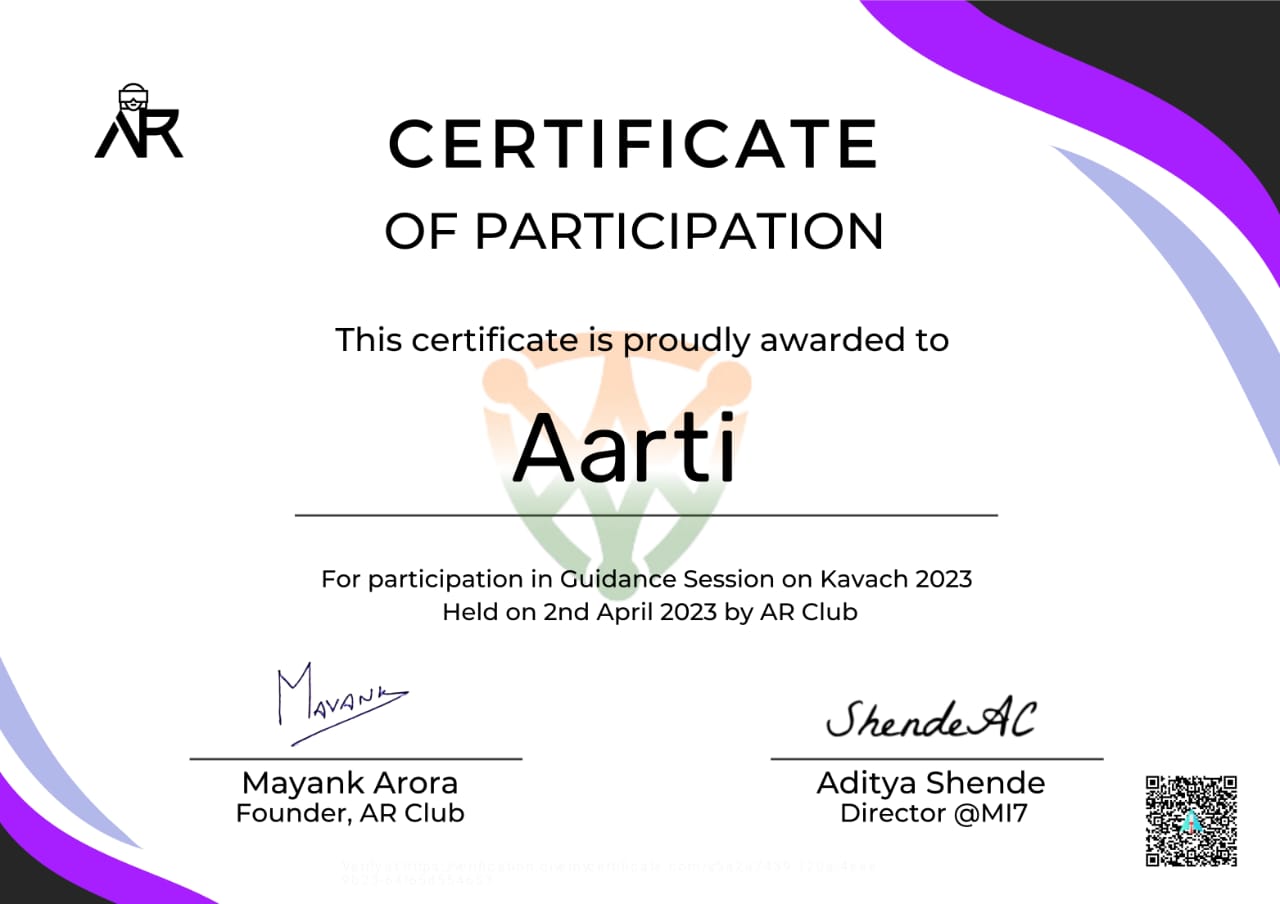 AR
CERTIFICATE
OF PARTICIPATION
This certificate is proudly awarded to
Aarti
For participation in Guidance Session on Kavach 2023
Held on 2nd April 2023 by AR Club
Mayank
ShendeAC
Mayank Arora
Founder, AR Club
Aditya Shende
Director @MI7